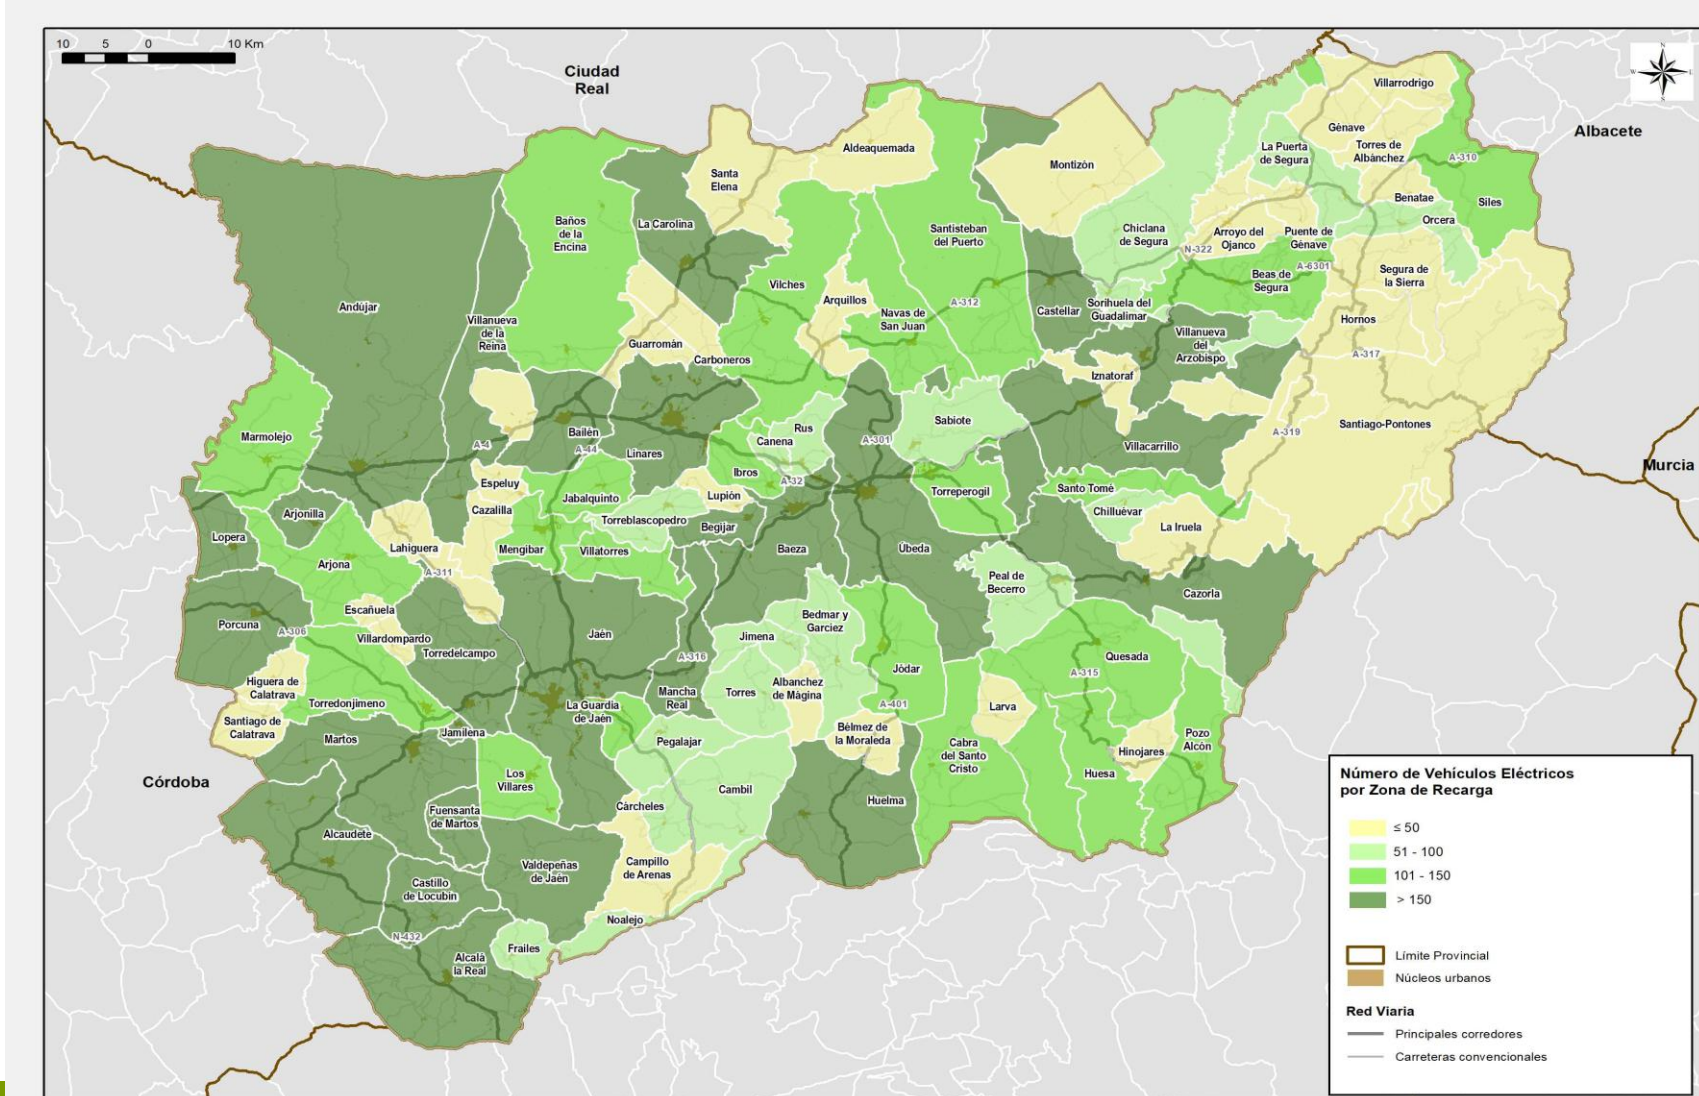 10 5 0 10 Km
Ciudad
Real
Albacete
Murcia
Córdoba
Villarrodrigo
Génave
Torres de
Albánchez
La Puerta
de Segura
A-310
Benatae
Siles
Orcera
Aldeaquemada
Santa
Elena
Montizón
La Carolina
Baños
de la
Encina
Santisteban
del Puerto
Chiclana
de Segura
Arroyo del
Ojanco
Puente de
Génave
N-322
A-6301
Beas de
Segura
Segura de
la Sierra
Andújar
Villanueva
de la
Reina
Vilches
Arquillos
Navas de
San Juan
A-312
Castellar
Sorihuela del
Guadalimar
Villanueva
del
Arzobispo
Hornos
A-317
Guarromán
Carboneros
Iznatoraf
Marmolejo
A-4
Bailén
A-44
Linares
Canena
Rus
A-301
Sabiote
Villacarrillo
A-319
Santiago-Pontones
Espeluy
Cazalilla
Jabalquinto
Ibros
A-32
Lupión
Torreperogil
Santo Tomé
Chilluévar
La Iruela
Arjonilla
Lopera
Lahiguera
Torreblascopedro
Begijar
Mengibar
Villatorres
Baeza
Úbeda
Arjona
A-311
Peal de
Becerro
Cazorla
Escañuela
Porcuna
A-306
Villardompardo
Torredelcampo
Jaén
A-316
Jimena
Bedmar y
Garciez
Jódar
Quesada
A-315
Higuera de
Calatrava
Torredonjimeno
Santiago de
Calatrava
Mancha
Real
Torres
Albanchez
de Mágina
A-401
Larva
La Guardia
de Jaén
Martos
Jamilena
Pegalajar
Bélmez de
la Moraleda
Cabra
del Santo
Cristo
Hinojares
Pozo
Alcón
Huesa
Los
Villares
Cambil
Huelma
Cárcheles
Fuensanta
de Martos
Alcaudete
Valdepeñas
de Jaén
Campillo
de Arenas
Castillo
de Locubín
Noalejo
N-432
Frailes
Alcalá
la Real
Número de Vehículos Eléctricos
por Zona de Recarga
≤ 50
51 - 100
101 - 150
> 150
Límite Provincial
Núcleos urbanos
Red Viaria
Principales corredores
Carreteras convencionales
N
W
E
S